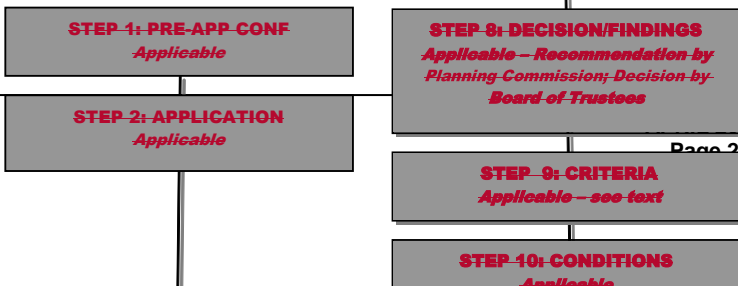 STEP 1: PRE-APP CONF
Applicable
STEP 2: APPLICATION
Applicable
STEP 8: DECISION/FINDINGS
Applicable – Recommendation by
Planning Commission; Decision by
Board of Trustees
Page 2
STEP 9: CRITERIA
Applicable – see text
STEP 10: CONDITIONS
Applicable